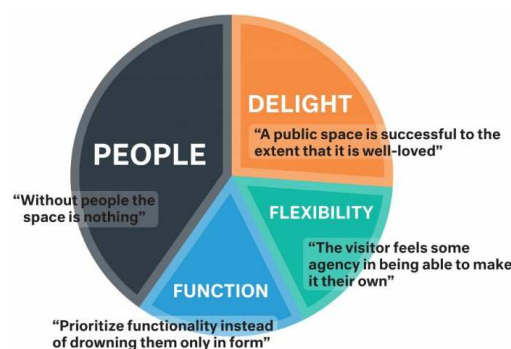 DELIGHT
“A public space is successful to the
extent that it is well-loved”
PEOPLE
“Without people the
space is nothing”
FLEXIBILITY
“The visitor feels some
agency in being able to make
it their own”
FUNCTION
“Prioritize functionality instead
of drowning them only in form”